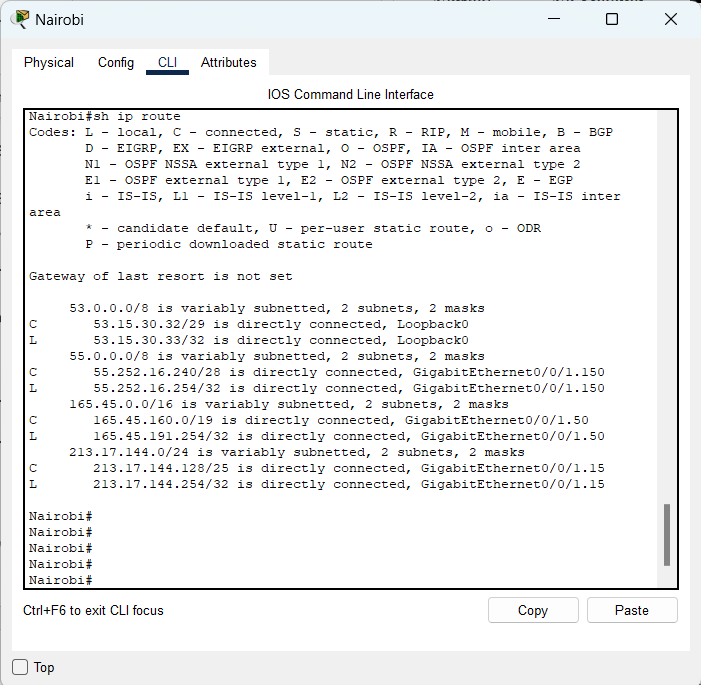 Nairobi
Physical Config CLI Attributes
IOS Command Line Interface
Nairobi#sh ip route
Codes: L - local, C - connected, S - static, R - RIP, M - mobile, B - BGP
       D - EIGRP, EX - EIGRP external, O - OSPF, IA - OSPF inter area
       N1 - OSPF NSSA external type 1, N2 - OSPF NSSA external type 2
       E1 - OSPF external type 1, E2 - OSPF external type 2, E - EGP
       i - IS-IS, L1 - IS-IS level-1, L2 - IS-IS level-2, ia - IS-IS inter
area
       * - candidate default, U - per-user static route, o - ODR
       P - periodic downloaded static route
Gateway of last resort is not set
     53.0.0.0/8 is variably subnetted, 2 subnets, 2 masks
C       53.15.30.32/29 is directly connected, Loopback0
L       53.15.30.33/32 is directly connected, Loopback0
     55.0.0.0/8 is variably subnetted, 2 subnets, 2 masks
C       55.252.16.240/28 is directly connected, GigabitEthernet0/0/1.150
L       55.252.16.254/32 is directly connected, GigabitEthernet0/0/1.150
     165.45.0.0/16 is variably subnetted, 2 subnets, 2 masks
C       165.45.160.0/19 is directly connected, GigabitEthernet0/0/1.50
L       165.45.191.254/32 is directly connected, GigabitEthernet0/0/1.50
     213.17.144.0/24 is variably subnetted, 2 subnets, 2 masks
C       213.17.144.128/25 is directly connected, GigabitEthernet0/0/1.15
L       213.17.144.254/32 is directly connected, GigabitEthernet0/0/1.15
Nairobi#
Nairobi#
Nairobi#
Nairobi#
Nairobi#
Ctrl+F6 to exit CLI focus
Copy Paste
Top